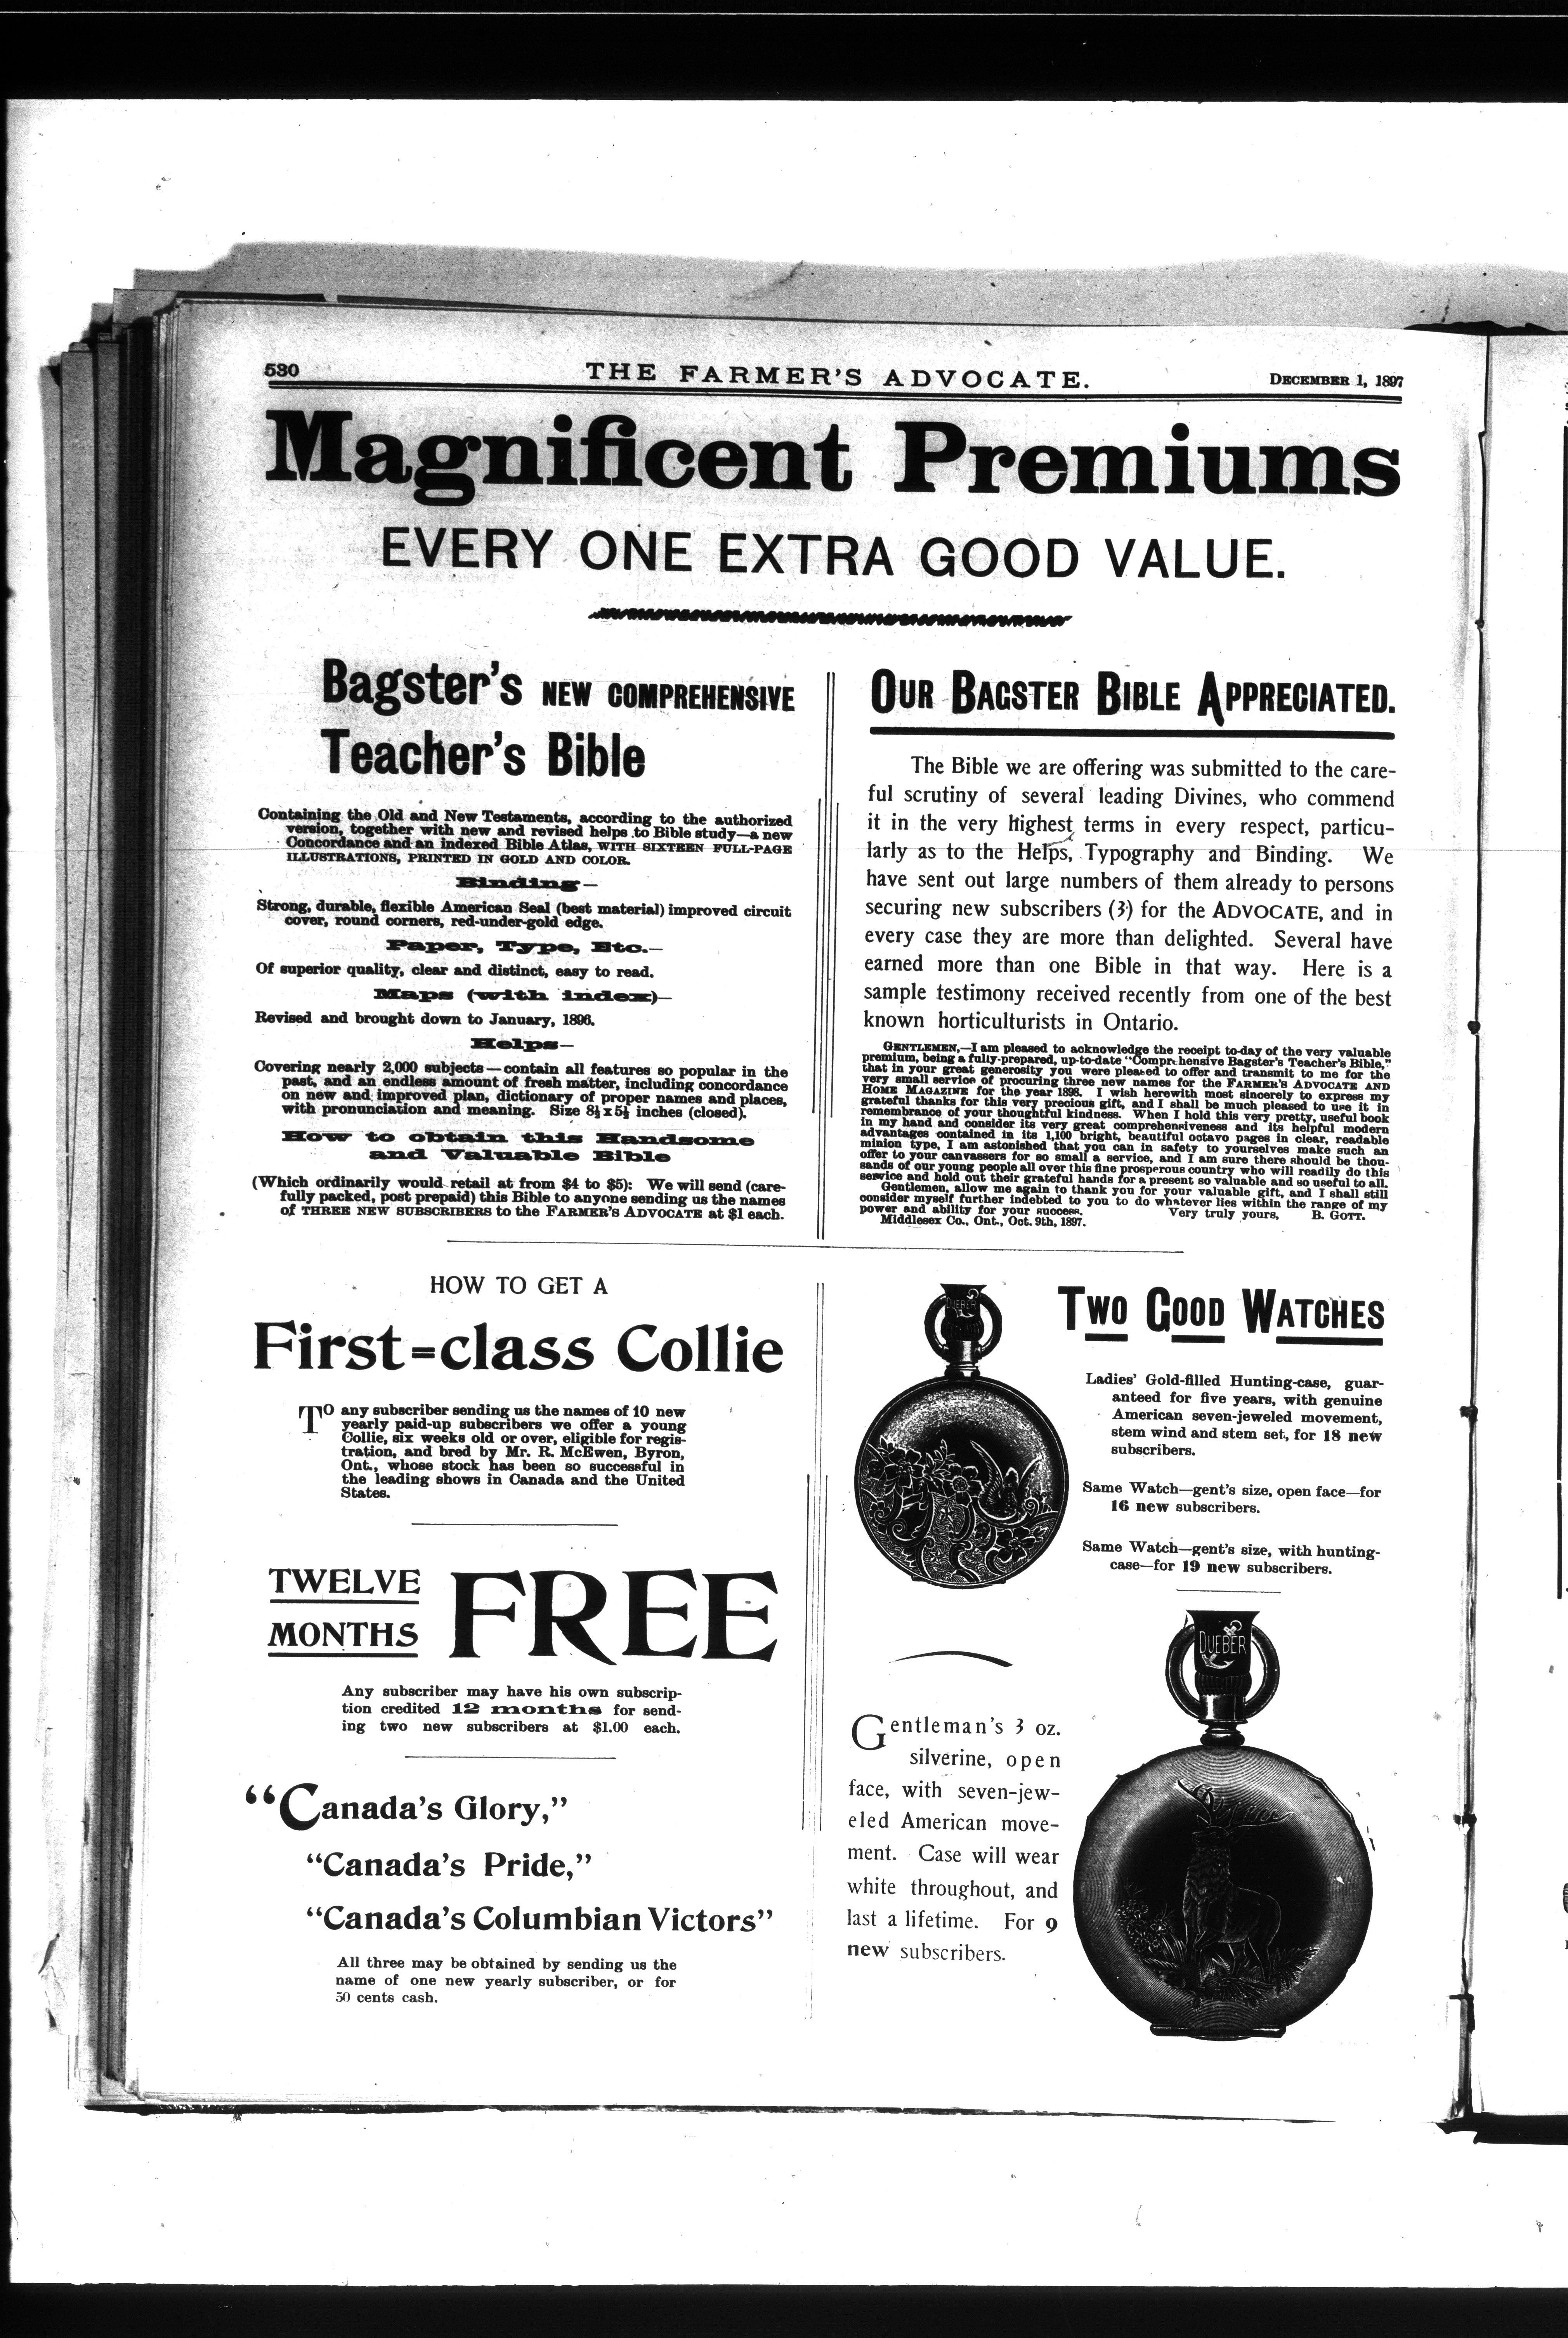 530
THE FARMER'S ADVOCATE.
DECEMBER 1, 1897
Magnificent Premiums
EVERY ONE EXTRA GOOD VALUE.
Bagster's NEW COMPREHENSIVE
Teacher's Bible
Containing the Old and New Testaments, according to the authorized
version, together with new and revised helps to Bible study—a new
Concordance and an indexed Bible Atlas, WITH SIXTEEN FULL-PAGE
ILLUSTRATIONS, PRINTED IN GOLD AND COLOR.
Binding—
Strong, durable, flexible American Seal (best material) improved circuit
cover, round corners, red-under-gold edge.
Paper, Type, Etc.—
Of superior quality, clear and distinct, easy to read.
Maps (with index)—
Revised and brought down to January, 1896.
Helps—
Covering nearly 2,000 subjects—contain all features so popular in the
past, and an endless amount of fresh matter, including concordance
on new and improved plan, dictionary of proper names and places,
with pronunciation and meaning. Size 8½ x 5½ inches (closed).
How to obtain this Handsome
and Valuable Bible
(Which ordinarily would retail at from $4 to $5): We will send (care-
fully packed, post prepaid) this Bible to anyone sending us the names
of THREE NEW SUBSCRIBERS to the FARMER'S ADVOCATE at $1 each.
OUR BAGSTER BIBLE APPRECIATED.
The Bible we are offering was submitted to the care-
ful scrutiny of several leading Divines, who commend
it in the very highest terms in every respect, particu-
larly as to the Helps, Typography and Binding. We
have sent out large numbers of them already to persons
securing new subscribers (3) for the ADVOCATE, and in
every case they are more than delighted. Several have
earned more than one Bible in that way. Here is a
sample testimony received recently from one of the best
known horticulturists in Ontario.
GENTLEMEN,—I am pleased to acknowledge the receipt to-day of the very valuable
premium, being a fully-prepared, up-to-date "Comprehensive Bagster's Teacher's Bible,"
that in your great generosity you were pleased to offer and transmit to me for the
very small service of procuring three new names for the FARMER'S ADVOCATE AND
HOME MAGAZINE for the year 1898. I wish herewith most sincerely to express my
grateful thanks for this very precious gift, and I shall be much pleased to use it in
remembrance of your thoughtful kindness. When I hold this very pretty, useful book
in my hand and consider its very great comprehensiveness and its helpful modern
advantages contained in its 1,100 bright, beautiful octavo pages in clear, readable
minion type, I am astonished that you can in safety to yourselves make such an
offer to your canvassers for so small a service, and I am sure there should be thou-
sands of our young people all over this fine prosperous country who will readily do this
service and hold out their grateful hands for a present so valuable and so useful to all.
Gentlemen, allow me again to thank you for your valuable gift, and I shall still
consider myself further indebted to you to do whatever lies within the range of my
power and ability for your success. Very truly yours, B. GOTT.
Middlesex Co., Ont., Oct. 9th, 1897.
HOW TO GET A
First=class Collie
TO any subscriber sending us the names of 10 new
yearly paid-up subscribers we offer a young
Collie, six weeks old or over, eligible for regis-
tration, and bred by Mr. R. McEwen, Byron,
Ont., whose stock has been so successful in
the leading shows in Canada and the United
States.
TWELVE
MONTHS
FREE
Any subscriber may have his own subscrip-
tion credited 12 months for send-
ing two new subscribers at $1.00 each.
"Canada's Glory,"
"Canada's Pride,"
"Canada's Columbian Victors"
All three may be obtained by sending us the
name of one new yearly subscriber, or for
50 cents cash.
DUEBER
TWO GOOD WATCHES
Ladies' Gold-filled Hunting-case, guar-
anteed for five years, with genuine
American seven-jeweled movement,
stem wind and stem set, for 18 new
subscribers.
Same Watch—gent's size, open face—for
16 new subscribers.
Same Watch—gent's size, with hunting-
case—for 19 new subscribers.
DUEBER
Gentleman's 3 oz.
silverine, open
face, with seven-jew-
eled American move-
ment. Case will wear
white throughout, and
last a lifetime. For 9
new subscribers.